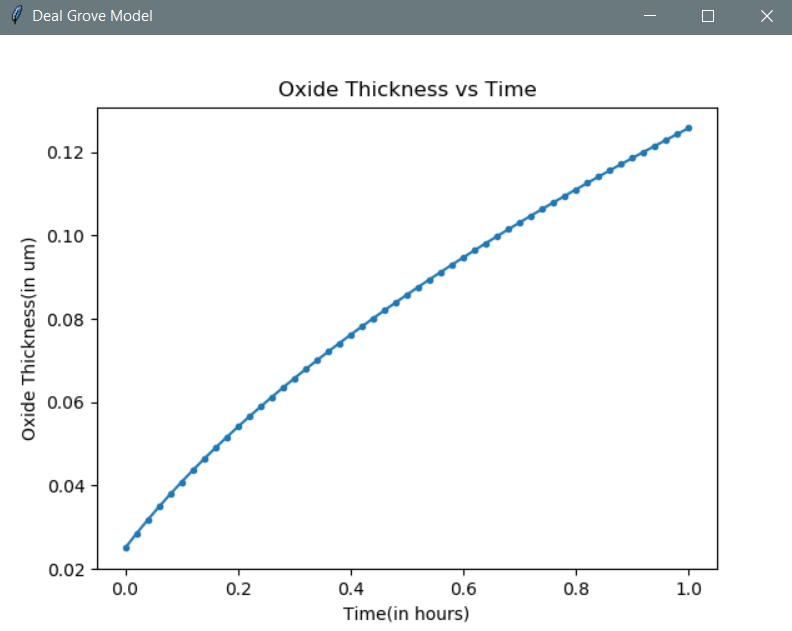 Deal Grove Model
Oxide Thickness vs Time
0.12
0.10
0.08
0.06
0.04
0.02
Oxide Thickness(in um)
0.0 0.2 0.4 0.6 0.8 1.0
Time(in hours)